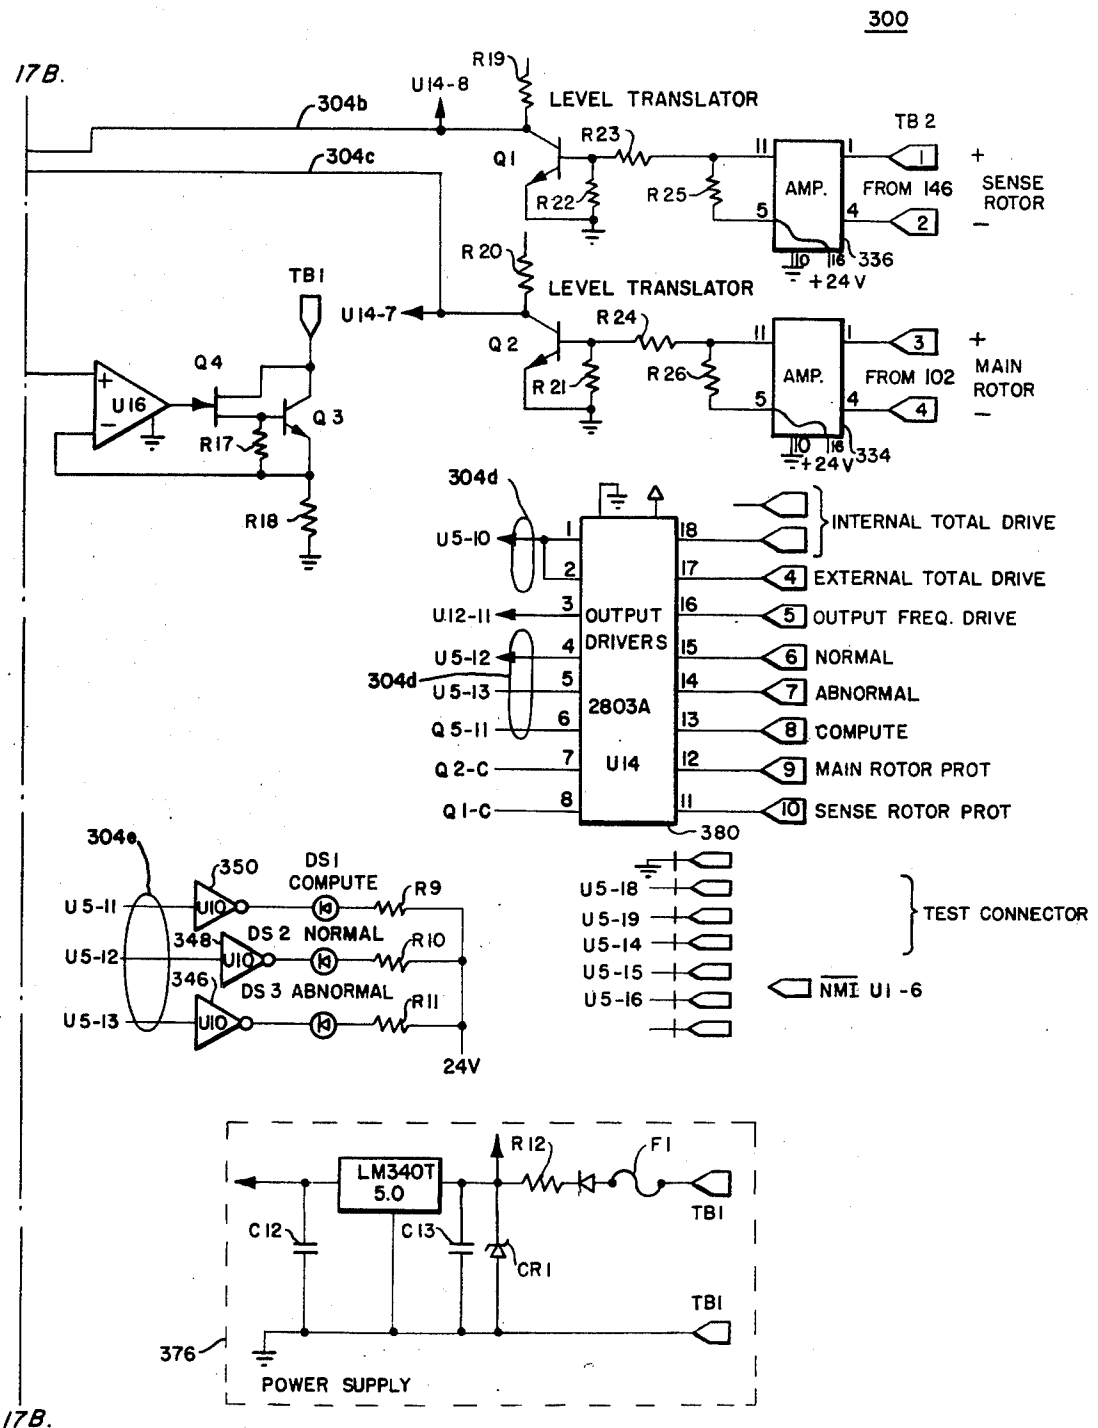 300
17B.
R19
U14-8
304b
LEVEL TRANSLATOR
TB 2
R23
Q1
11
1
1
+
304c
AMP.
FROM 146
SENSE
ROTOR
R22
R25
5
4
2
−
10
16
336
+24V
R20
TB1
U14-7
LEVEL TRANSLATOR
R24
Q2
11
1
3
+
Q4
MAIN
ROTOR
R21
R26
AMP.
FROM 102
+
U16
−
5
4
4
−
Q3
R17
10
16
334
+24V
304d
R18
INTERNAL TOTAL DRIVE
U5-10
1
18
2
17
4
EXTERNAL TOTAL DRIVE
U12-11
3
OUTPUT
DRIVERS
16
5
OUTPUT FREQ. DRIVE
U5-12
4
15
6
NORMAL
304d
U5-13
5
14
7
ABNORMAL
2803A
Q5-11
6
13
8
COMPUTE
Q2-C
7
U14
12
9
MAIN ROTOR PROT
Q1-C
8
11
10
SENSE ROTOR PROT
380
304e
350
DS1
COMPUTE
R9
U5-11
U10
U5-18
U5-19
TEST CONNECTOR
348
DS2 NORMAL
R10
U5-14
U5-12
U10
U5-15
346
DS3 ABNORMAL
R11
U5-16
NMI U1-6
U5-13
U10
24V
R12
F1
LM340T
5.0
TB1
C12
C13
CR1
TB1
376
POWER SUPPLY
17B.